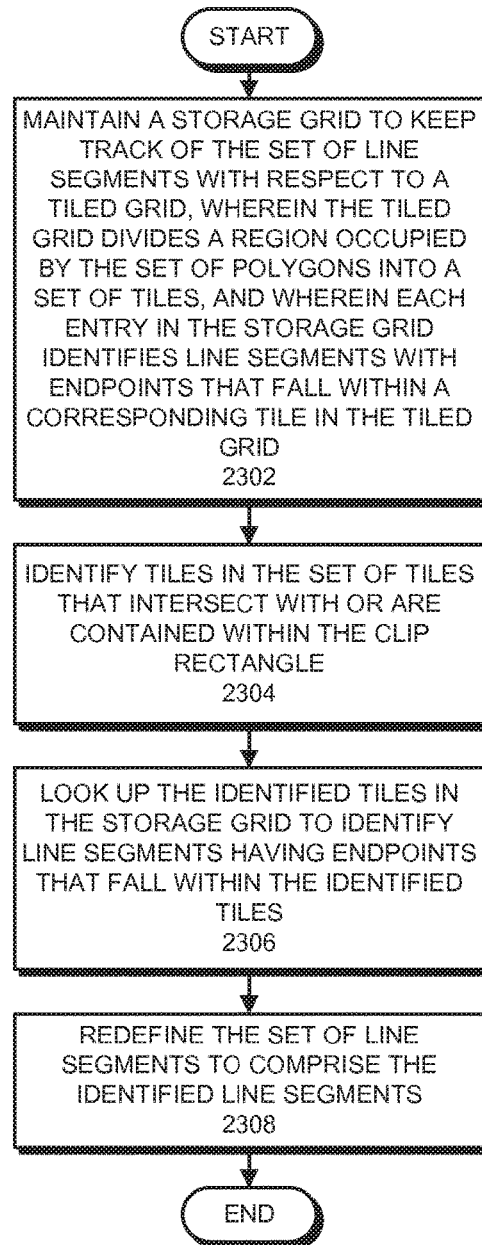 START
MAINTAIN A STORAGE GRID TO KEEP
TRACK OF THE SET OF LINE
SEGMENTS WITH RESPECT TO A
TILED GRID, WHEREIN THE TILED
GRID DIVIDES A REGION OCCUPIED
BY THE SET OF POLYGONS INTO A
SET OF TILES, AND WHEREIN EACH
ENTRY IN THE STORAGE GRID
IDENTIFIES LINE SEGMENTS WITH
ENDPOINTS THAT FALL WITHIN A
CORRESPONDING TILE IN THE TILED
GRID
2302
IDENTIFY TILES IN THE SET OF TILES
THAT INTERSECT WITH OR ARE
CONTAINED WITHIN THE CLIP
RECTANGLE
2304
LOOK UP THE IDENTIFIED TILES IN
THE STORAGE GRID TO IDENTIFY
LINE SEGMENTS HAVING ENDPOINTS
THAT FALL WITHIN THE IDENTIFIED
TILES
2306
REDEFINE THE SET OF LINE
SEGMENTS TO COMPRISE THE
IDENTIFIED LINE SEGMENTS
2308
END